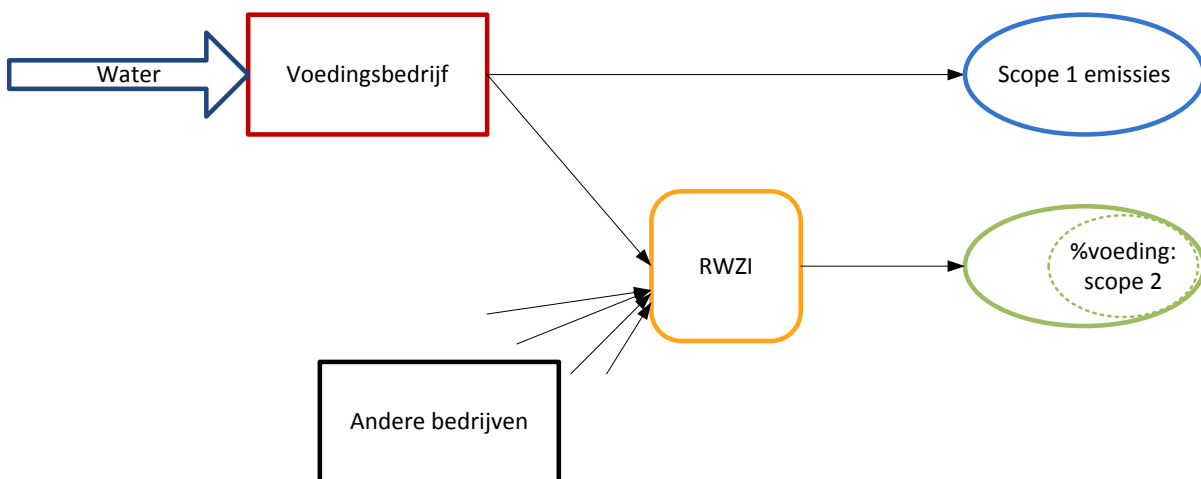 Water
Voedingsbedrijf
Scope 1 emissies
RWZI
%voeding:
scope 2
Andere bedrijven